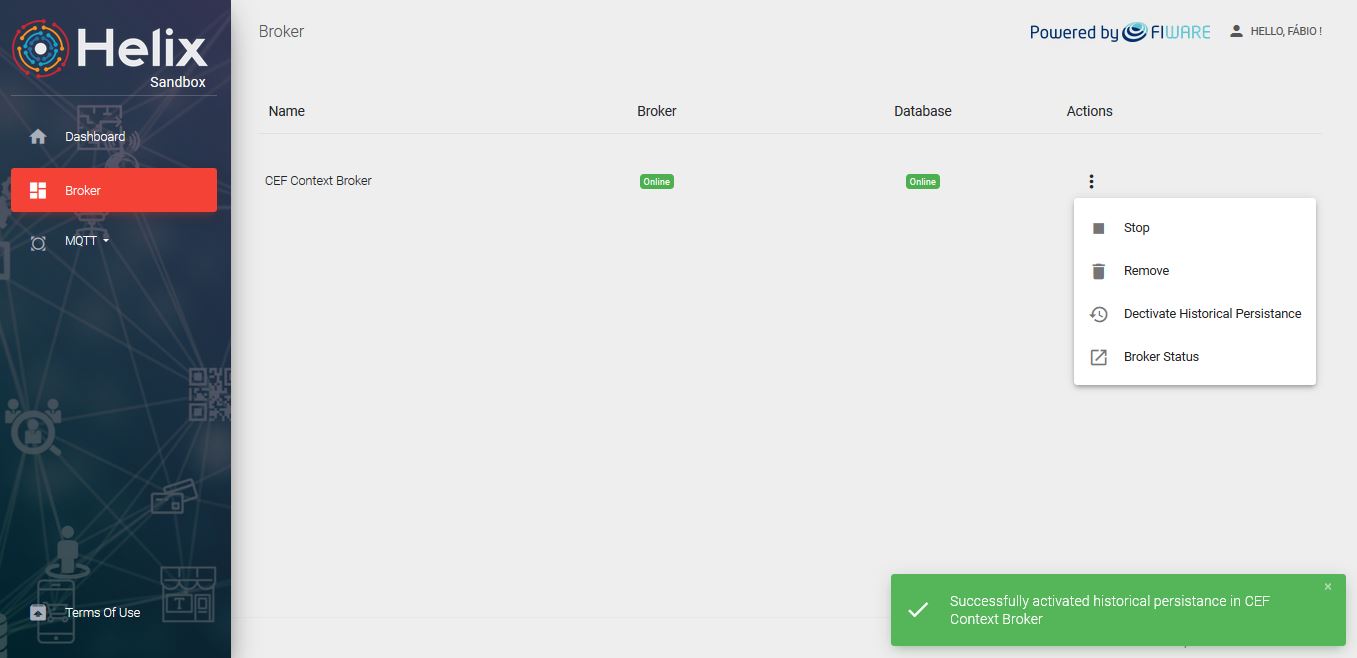 Helix
Sandbox
Dashboard
Broker
MQTT
Terms Of Use
Broker
Powered by FIWARE
HELLO, FÁBIO !
Name Broker Database Actions
CEF Context Broker Online Online
Stop
Remove
Dectivate Historical Persistance
Broker Status
Successfully activated historical persistance in CEF
Context Broker
×
T